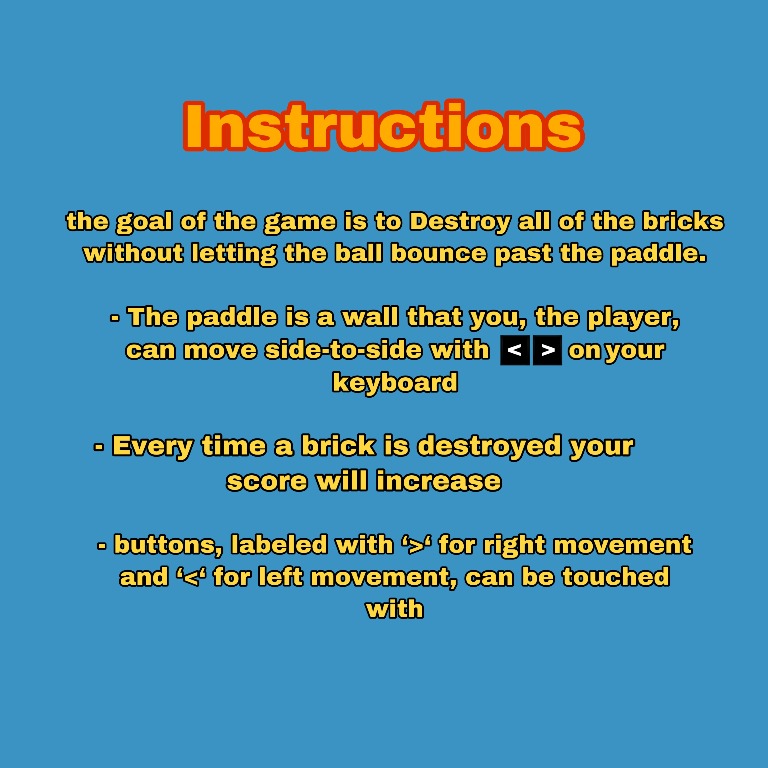 Instructions
the goal of the game is to Destroy all of the bricks
without letting the ball bounce past the paddle.
- The paddle is a wall that you, the player,
can move side-to-side with < > on your
keyboard
- Every time a brick is destroyed your
score will increase
- buttons, labeled with ‘>‘ for right movement
and ‘<‘ for left movement, can be touched
with